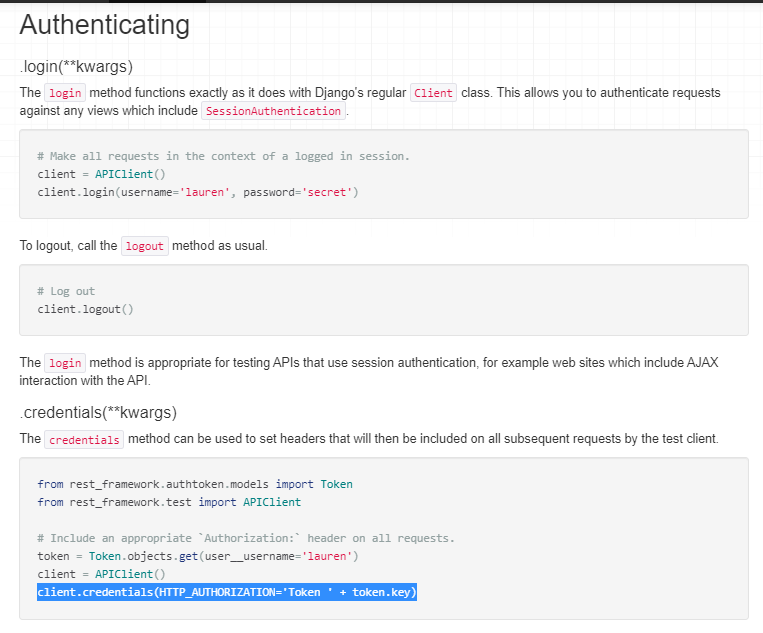 Authenticating
.login(**kwargs)
The login method functions exactly as it does with Django's regular Client class. This allows you to authenticate requests
against any views which include SessionAuthentication.
# Make all requests in the context of a logged in session.
client = APIClient()
client.login(username='lauren', password='secret')
To logout, call the logout method as usual.
# Log out
client.logout()
The login method is appropriate for testing APIs that use session authentication, for example web sites which include AJAX
interaction with the API.
.credentials(**kwargs)
The credentials method can be used to set headers that will then be included on all subsequent requests by the test client.
from rest_framework.authtoken.models import Token
from rest_framework.test import APIClient
# Include an appropriate `Authorization:` header on all requests.
token = Token.objects.get(user__username='lauren')
client = APIClient()
client.credentials(HTTP_AUTHORIZATION='Token ' + token.key)